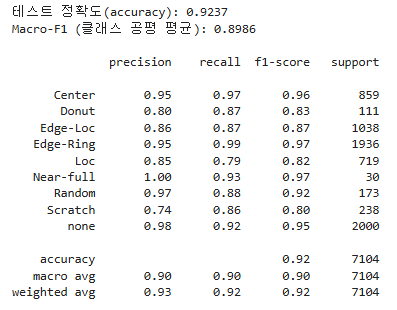 테스트 정확도(accuracy): 0.9237
Macro-F1 (클래스 공평 평균): 0.8986
precision recall f1-score support
Center 0.95 0.97 0.96 859
Donut 0.80 0.87 0.83 111
Edge-Loc 0.86 0.87 0.87 1038
Edge-Ring 0.95 0.99 0.97 1936
Loc 0.85 0.79 0.82 719
Near-full 1.00 0.93 0.97 30
Random 0.97 0.88 0.92 173
Scratch 0.74 0.86 0.80 238
none 0.98 0.92 0.95 2000
accuracy 0.92 7104
macro avg 0.90 0.90 0.90 7104
weighted avg 0.93 0.92 0.92 7104